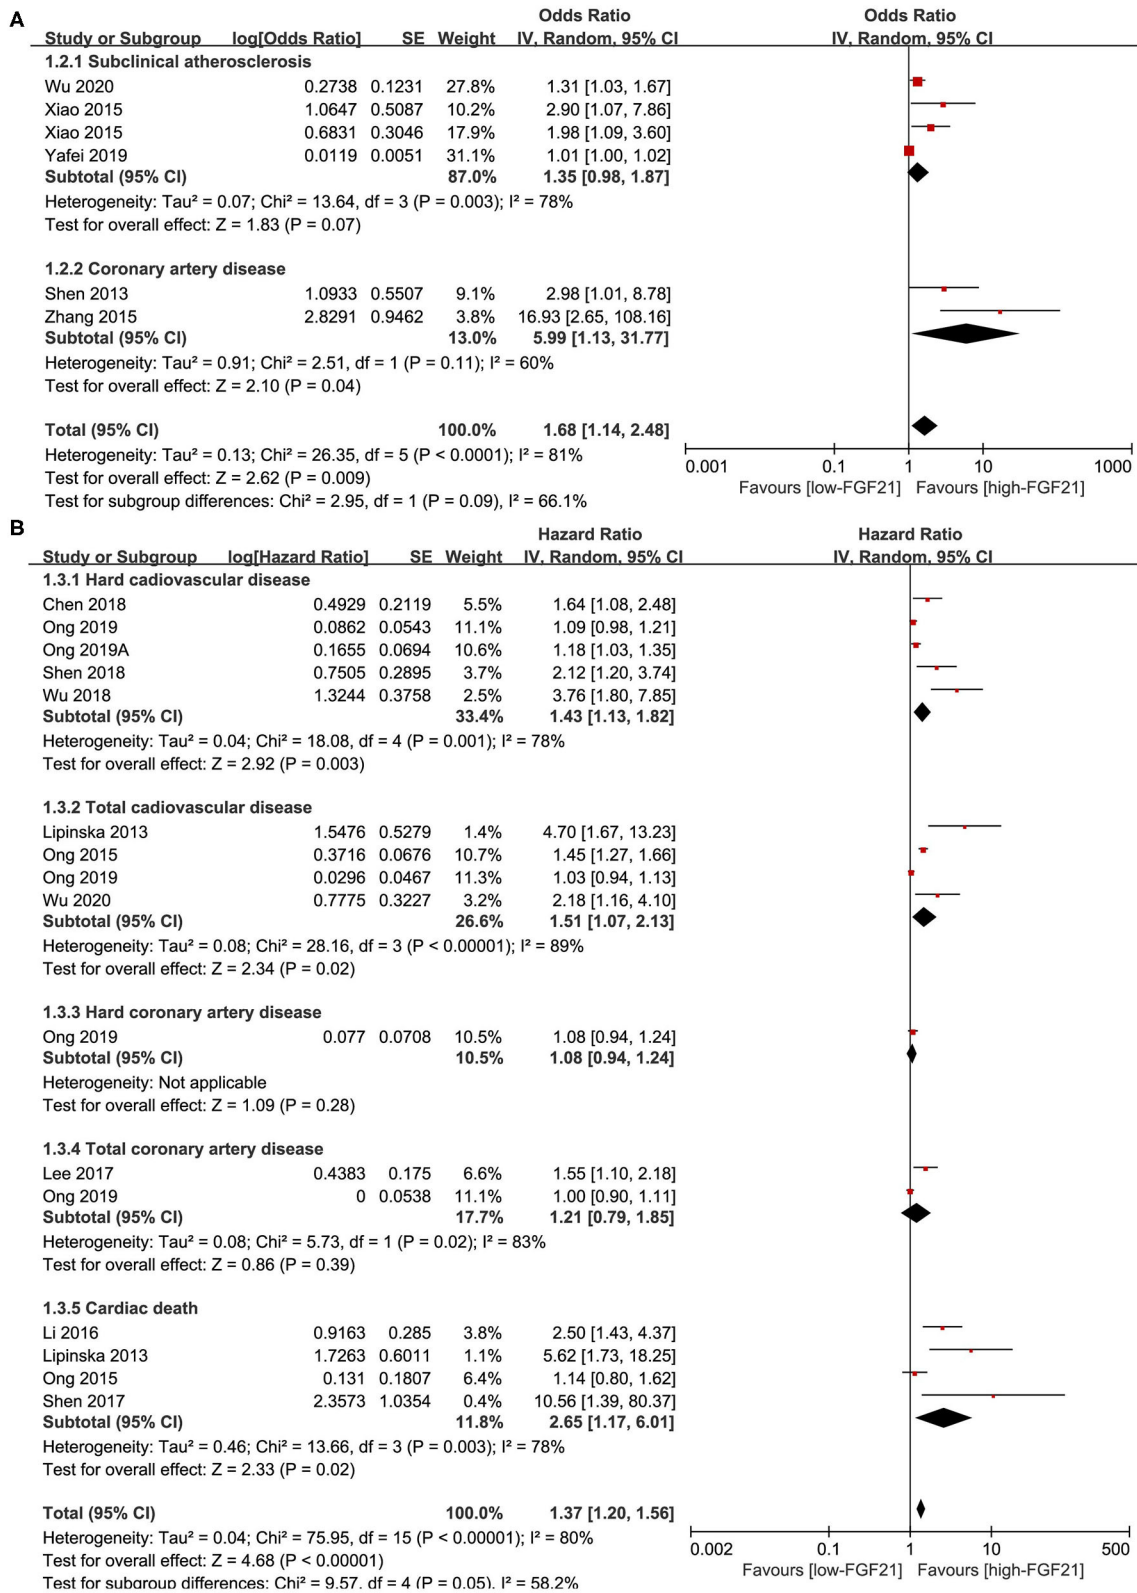 A
Odds Ratio Odds Ratio
Study or Subgroup log[Odds Ratio] SE Weight IV, Random, 95% CI IV, Random, 95% CI
1.2.1 Subclinical atherosclerosis
Wu 2020 0.2738 0.1231 27.8% 1.31 [1.03, 1.67]
Xiao 2015 1.0647 0.5087 10.2% 2.90 [1.07, 7.86]
Xiao 2015 0.6831 0.3046 17.9% 1.98 [1.09, 3.60]
Yafei 2019 0.0119 0.0051 31.1% 1.01 [1.00, 1.02]
Subtotal (95% CI) 87.0% 1.35 [0.98, 1.87]
Heterogeneity: Tau² = 0.07; Chi² = 13.64, df = 3 (P = 0.003); I² = 78%
Test for overall effect: Z = 1.83 (P = 0.07)
1.2.2 Coronary artery disease
Shen 2013 1.0933 0.5507 9.1% 2.98 [1.01, 8.78]
Zhang 2015 2.8291 0.9462 3.8% 16.93 [2.65, 108.16]
Subtotal (95% CI) 13.0% 5.99 [1.13, 31.77]
Heterogeneity: Tau² = 0.91; Chi² = 2.51, df = 1 (P = 0.11); I² = 60%
Test for overall effect: Z = 2.10 (P = 0.04)
Total (95% CI) 100.0% 1.68 [1.14, 2.48]
Heterogeneity: Tau² = 0.13; Chi² = 26.35, df = 5 (P < 0.0001); I² = 81%
0.001 0.1 1 10 1000
Test for overall effect: Z = 2.62 (P = 0.009)
Favours [low-FGF21] Favours [high-FGF21]
Test for subgroup differences: Chi² = 2.95, df = 1 (P = 0.09), I² = 66.1%
B
Hazard Ratio Hazard Ratio
Study or Subgroup log[Hazard Ratio] SE Weight IV, Random, 95% CI IV, Random, 95% CI
1.3.1 Hard cadiovascular disease
Chen 2018 0.4929 0.2119 5.5% 1.64 [1.08, 2.48]
Ong 2019 0.0862 0.0543 11.1% 1.09 [0.98, 1.21]
Ong 2019A 0.1655 0.0694 10.6% 1.18 [1.03, 1.35]
Shen 2018 0.7505 0.2895 3.7% 2.12 [1.20, 3.74]
Wu 2018 1.3244 0.3758 2.5% 3.76 [1.80, 7.85]
Subtotal (95% CI) 33.4% 1.43 [1.13, 1.82]
Heterogeneity: Tau² = 0.04; Chi² = 18.08, df = 4 (P = 0.001); I² = 78%
Test for overall effect: Z = 2.92 (P = 0.003)
1.3.2 Total cadiovascular disease
Lipinska 2013 1.5476 0.5279 1.4% 4.70 [1.67, 13.23]
Ong 2015 0.3716 0.0676 10.7% 1.45 [1.27, 1.66]
Ong 2019 0.0296 0.0467 11.3% 1.03 [0.94, 1.13]
Wu 2020 0.7775 0.3227 3.2% 2.18 [1.16, 4.10]
Subtotal (95% CI) 26.6% 1.51 [1.07, 2.13]
Heterogeneity: Tau² = 0.08; Chi² = 28.16, df = 3 (P < 0.00001); I² = 89%
Test for overall effect: Z = 2.34 (P = 0.02)
1.3.3 Hard coronary artery disease
Ong 2019 0.077 0.0708 10.5% 1.08 [0.94, 1.24]
Subtotal (95% CI) 10.5% 1.08 [0.94, 1.24]
Heterogeneity: Not applicable
Test for overall effect: Z = 1.09 (P = 0.28)
1.3.4 Total coronary artery disease
Lee 2017 0.4383 0.175 6.6% 1.55 [1.10, 2.18]
Ong 2019 0 0.0538 11.1% 1.00 [0.90, 1.11]
Subtotal (95% CI) 17.7% 1.21 [0.79, 1.85]
Heterogeneity: Tau² = 0.08; Chi² = 5.73, df = 1 (P = 0.02); I² = 83%
Test for overall effect: Z = 0.86 (P = 0.39)
1.3.5 Cardiac death
Li 2016 0.9163 0.285 3.8% 2.50 [1.43, 4.37]
Lipinska 2013 1.7263 0.6011 1.1% 5.62 [1.73, 18.25]
Ong 2015 0.131 0.1807 6.4% 1.14 [0.80, 1.62]
Shen 2017 2.3573 1.0354 0.4% 10.56 [1.39, 80.37]
Subtotal (95% CI) 11.8% 2.65 [1.17, 6.01]
Heterogeneity: Tau² = 0.46; Chi² = 13.66, df = 3 (P = 0.003); I² = 78%
Test for overall effect: Z = 2.33 (P = 0.02)
Total (95% CI) 100.0% 1.37 [1.20, 1.56]
Heterogeneity: Tau² = 0.04; Chi² = 75.95, df = 15 (P < 0.00001); I² = 80%
0.002 0.1 1 10 500
Test for overall effect: Z = 4.68 (P < 0.00001)
Favours [low-FGF21] Favours [high-FGF21]
Test for subgroup differences: Chi² = 9.57, df = 4 (P = 0.05), I² = 58.2%